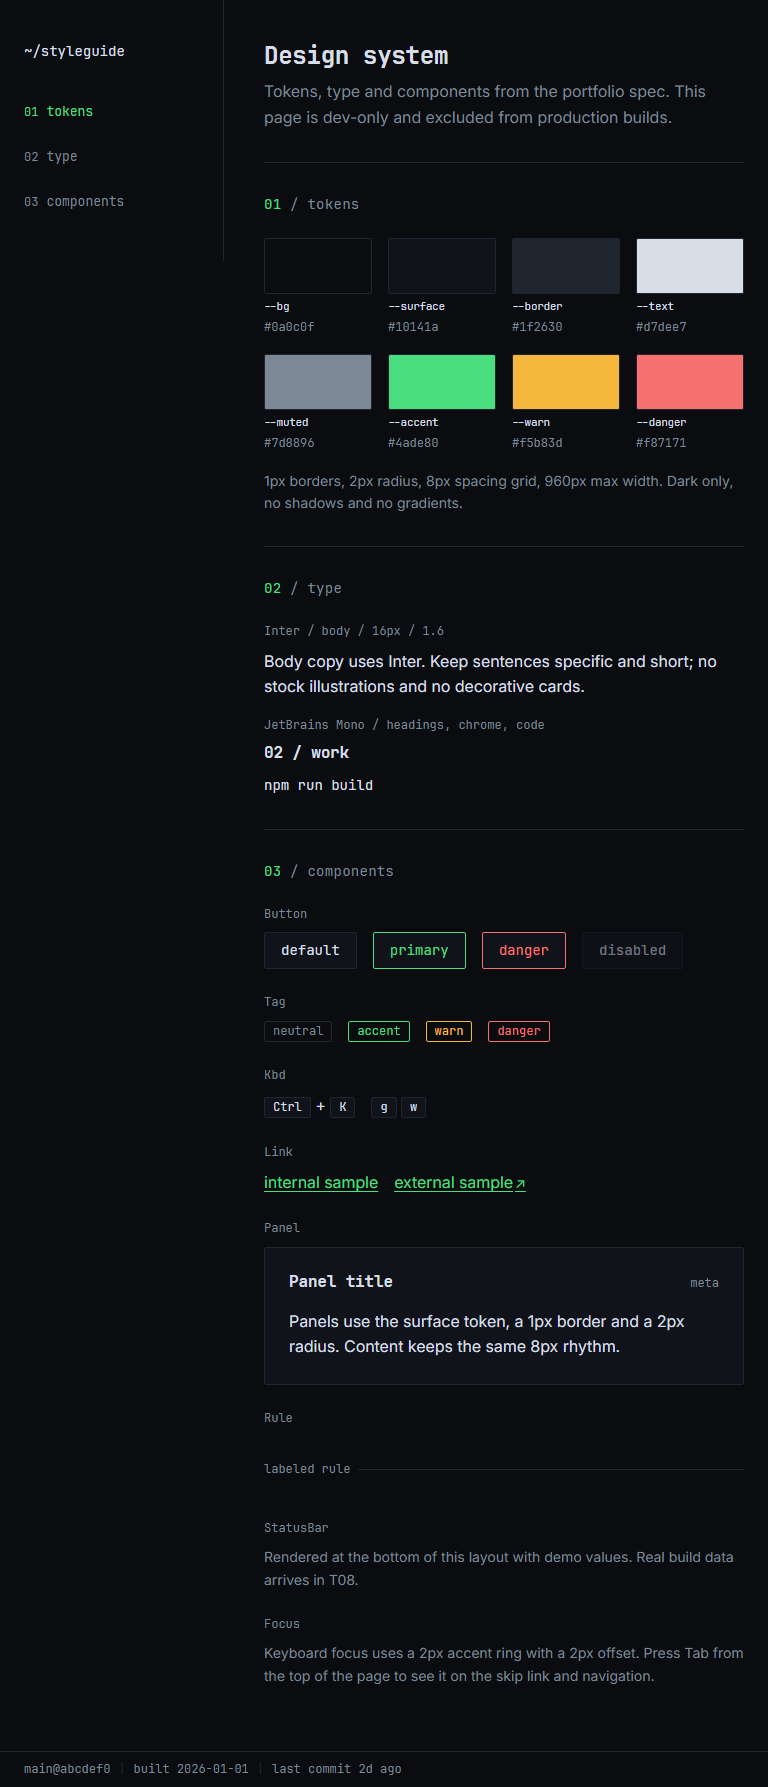 ~/styleguide
01 tokens
02 type
03 components
Design system
Tokens, type and components from the portfolio spec. This
page is dev-only and excluded from production builds.
01 / tokens
--bg
#0a0c0f
--surface
#10141a
--border
#1f2630
--text
#d7dee7
--muted
#7d8896
--accent
#4ade80
--warn
#f5b83d
--danger
#f87171
1px borders, 2px radius, 8px spacing grid, 960px max width. Dark only,
no shadows and no gradients.
02 / type
Inter / body / 16px / 1.6
Body copy uses Inter. Keep sentences specific and short; no
stock illustrations and no decorative cards.
JetBrains Mono / headings, chrome, code
02 / work
npm run build
03 / components
Button
default primary danger disabled
Tag
neutral accent warn danger
Kbd
Ctrl + K g w
Link
internal sample external sample↗
Panel
Panel title meta
Panels use the surface token, a 1px border and a 2px
radius. Content keeps the same 8px rhythm.
Rule
labeled rule
StatusBar
Rendered at the bottom of this layout with demo values. Real build data
arrives in T08.
Focus
Keyboard focus uses a 2px accent ring with a 2px offset. Press Tab from
the top of the page to see it on the skip link and navigation.
main@abcdef0 | built 2026-01-01 | last commit 2d ago